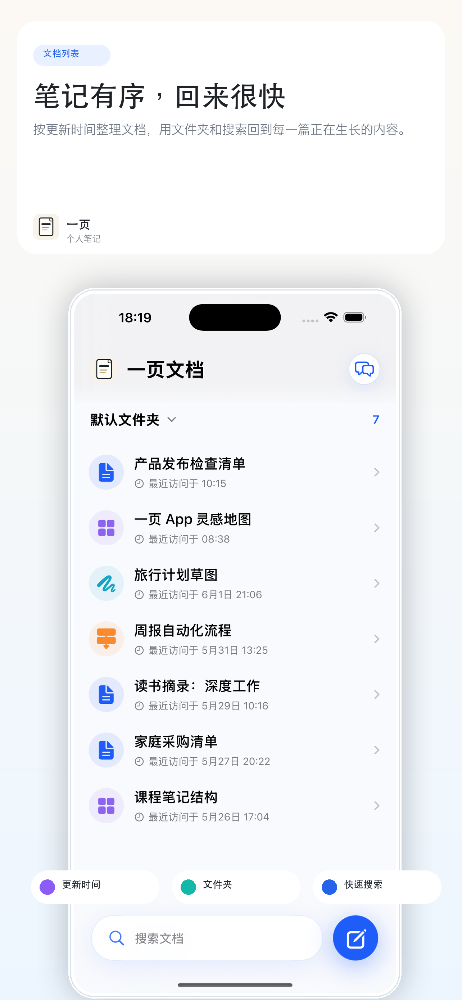 文档列表
笔记有序，回来很快
按更新时间整理文档，用文件夹和搜索回到每一篇正在生长的内容。
一页
个人笔记
18:19
一页文档
默认文件夹
7
产品发布检查清单
最近访问于 10:15
一页 App 灵感地图
最近访问于 08:38
旅行计划草图
最近访问于 6月1日 21:06
周报自动化流程
最近访问于 5月31日 13:25
读书摘录：深度工作
最近访问于 5月29日 10:16
家庭采购清单
最近访问于 5月27日 20:22
课程笔记结构
最近访问于 5月26日 17:04
更新时间
文件夹
快速搜索
搜索文档